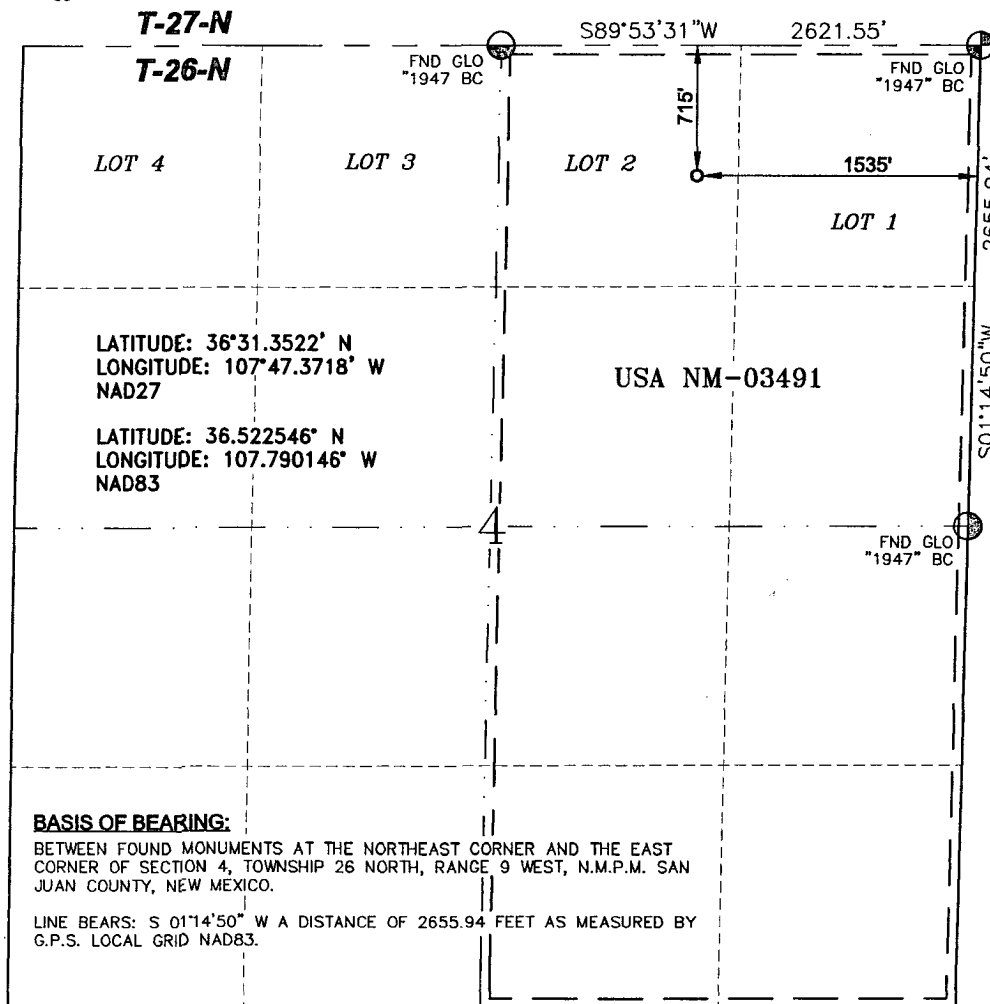 T-27-N
S89°53'31"W 2621.55'
T-26-N
FND GLO
"1947 BC
FND GLO
"1947" BC
715'
LOT 4
LOT 3
LOT 2
1535'
2655.94'
LOT 1
LATITUDE: 36°31.3522' N
LONGITUDE: 107°47.3718' W
NAD27
USA NM-03491
S01°14'50"W
LATITUDE: 36.522546° N
LONGITUDE: 107.790146° W
NAD83
4
FND GLO
"1947" BC
BASIS OF BEARING:
BETWEEN FOUND MONUMENTS AT THE NORTHEAST CORNER AND THE EAST
CORNER OF SECTION 4, TOWNSHIP 26 NORTH, RANGE 9 WEST, N.M.P.M. SAN
JUAN COUNTY, NEW MEXICO.
LINE BEARS: S 01°14'50" W A DISTANCE OF 2655.94 FEET AS MEASURED BY
G.P.S. LOCAL GRID NAD83.